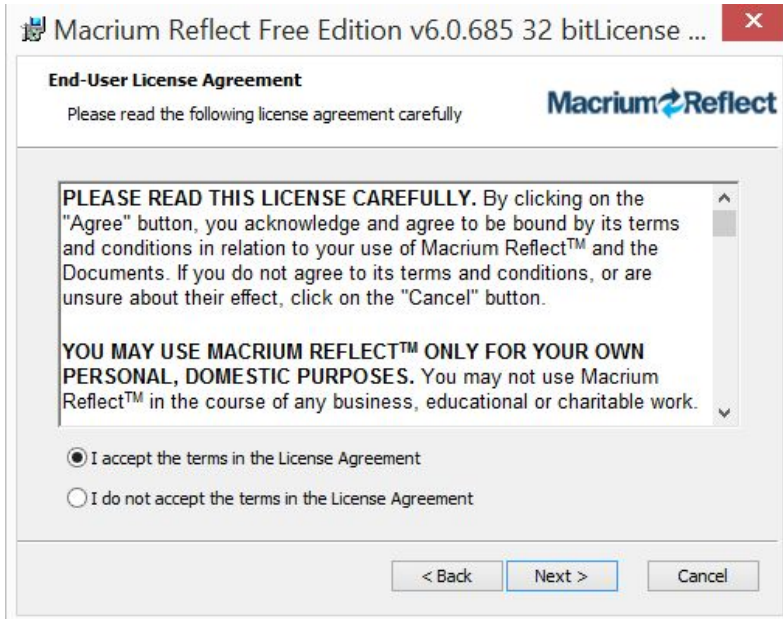 Macrium Reflect Free Edition v6.0.685 32 bitLicense ...
End-User License Agreement
Please read the following license agreement carefully
Macrium Reflect
PLEASE READ THIS LICENSE CAREFULLY. By clicking on the
"Agree" button, you acknowledge and agree to be bound by its terms
and conditions in relation to your use of Macrium Reflect™ and the
Documents. If you do not agree to its terms and conditions, or are
unsure about their effect, click on the "Cancel" button.
YOU MAY USE MACRIUM REFLECT™ ONLY FOR YOUR OWN
PERSONAL, DOMESTIC PURPOSES. You may not use Macrium
Reflect™ in the course of any business, educational or charitable work.
I accept the terms in the License Agreement
I do not accept the terms in the License Agreement
< Back Next > Cancel